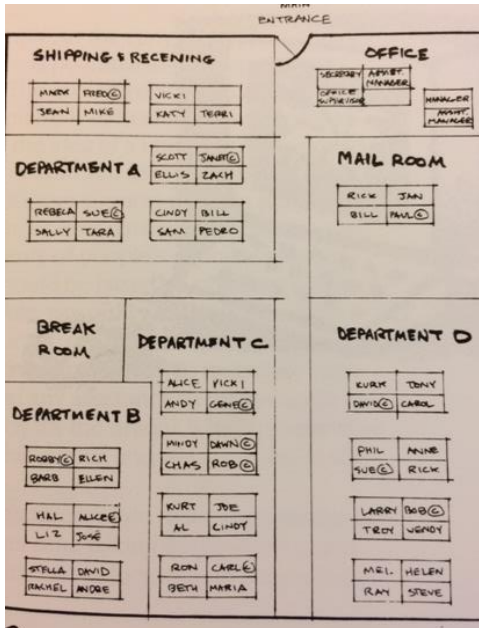 MAIN
ENTRANCE
SHIPPING & RECEIVING
MARK FRED ©
JEAN MIKE
VICKI
KATY TERRI
OFFICE
SECRETARY ASSIST. MANAGER
OFFICE SUPERVISOR
MANAGER
ASSIST. MANAGER
DEPARTMENT A
SCOTT JANET ©
ELLIS ZACH
REBECA SUE ©
SALLY TARA
CINDY BILL
SAM PEDRO
MAIL ROOM
RICK JAN
BILL PAUL ©
BREAK
ROOM
DEPARTMENT B
ROBBY © RICH
BARB ELLEN
HAL ALICE ©
LIZ JOSÉ
STELLA DAVID
RACHEL ANDRE
DEPARTMENT C
ALICE VICKI
ANDY GENE ©
MINDY DAWN ©
CHAS ROB ©
KURT JOE
AL CINDY
RON CARL ©
BETH MARIA
DEPARTMENT D
KURK TONY
DAVID © CAROL
PHIL ANNE
SUE © RICK
LARRY BOB ©
TROY WENDY
MEL HELEN
RAY STEVE